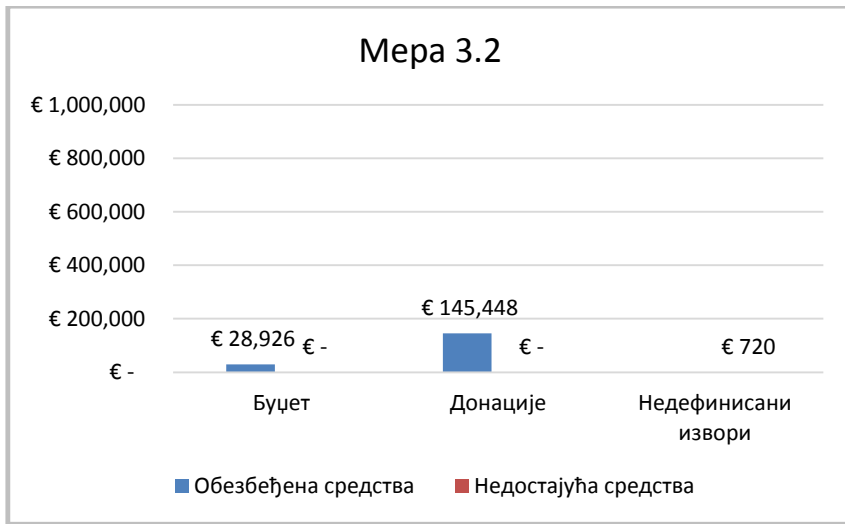 Мера 3.2
€ 1,000,000
€ 800,000
€ 600,000
€ 400,000
€ 200,000
€ -
€ 28,926
€ -
€ 145,448
€ -
€ 720
Буџет
Донације
Недефинисани
извори
Обезбеђена средства
Недостајућа средства